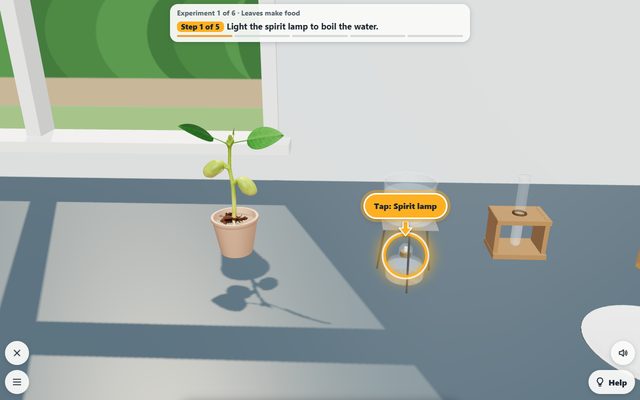 Experiment 1 of 6 · Leaves make food
Step 1 of 5 Light the spirit lamp to boil the water.
Tap: Spirit lamp
Help